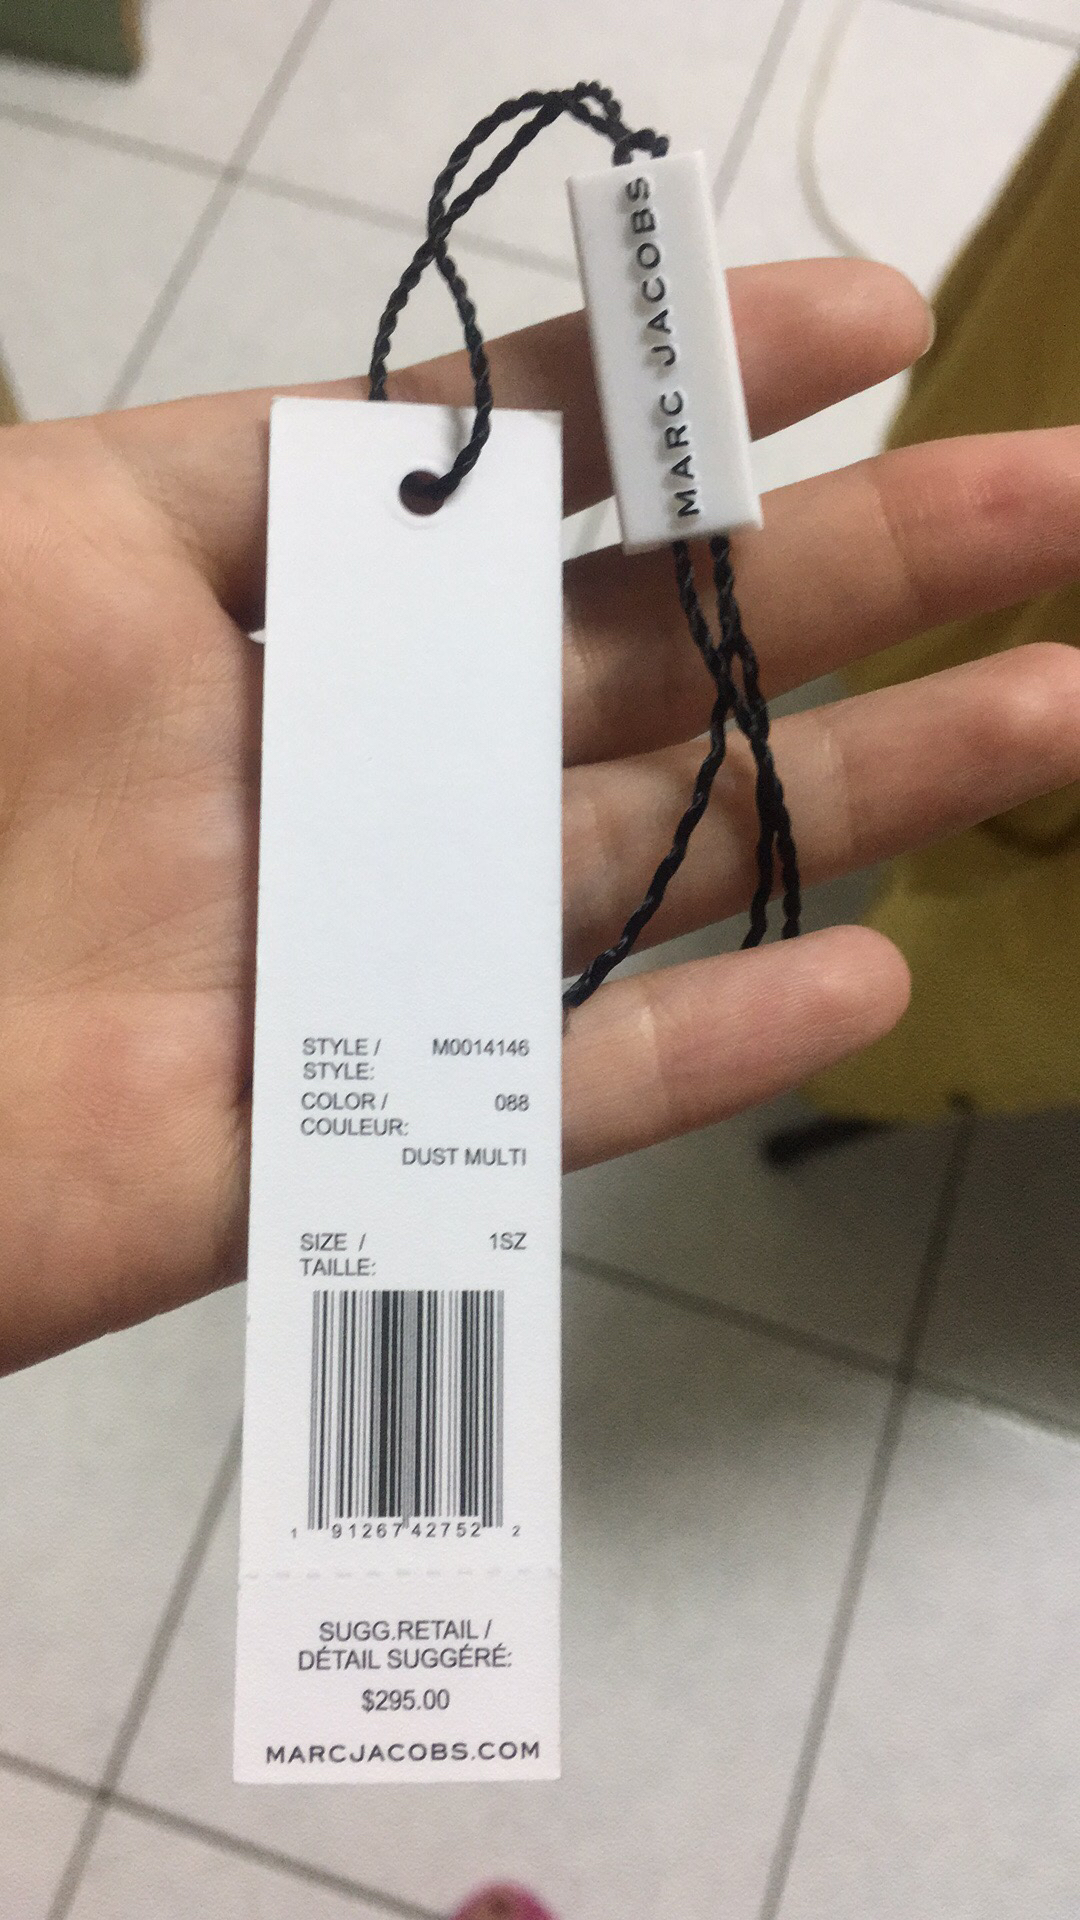 MARC JACOBS
STYLE / M0014146
STYLE:
COLOR / 088
COULEUR:
DUST MULTI
SIZE / 1SZ
TAILLE:
1 91267 42752 2
SUGG.RETAIL /
DÉTAIL SUGGÉRÉ:
$295.00
MARCJACOBS.COM